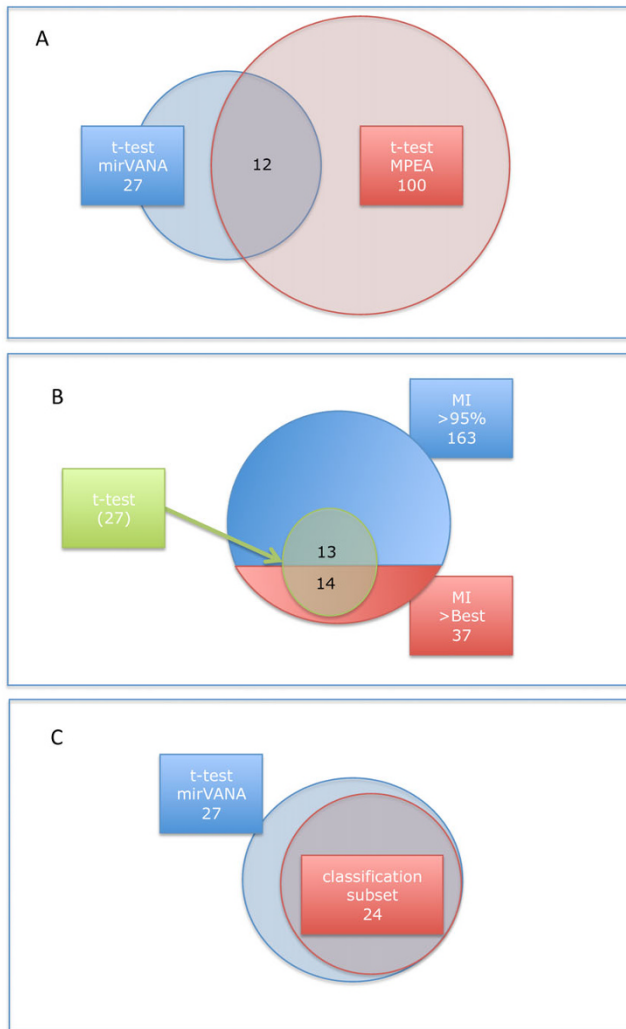 A
t-test
mirVANA
27
12
t-test
MPEA
100
B
MI
>95%
163
t-test
(27)
13
14
MI
>Best
37
C
t-test
mirVANA
27
classification
subset
24